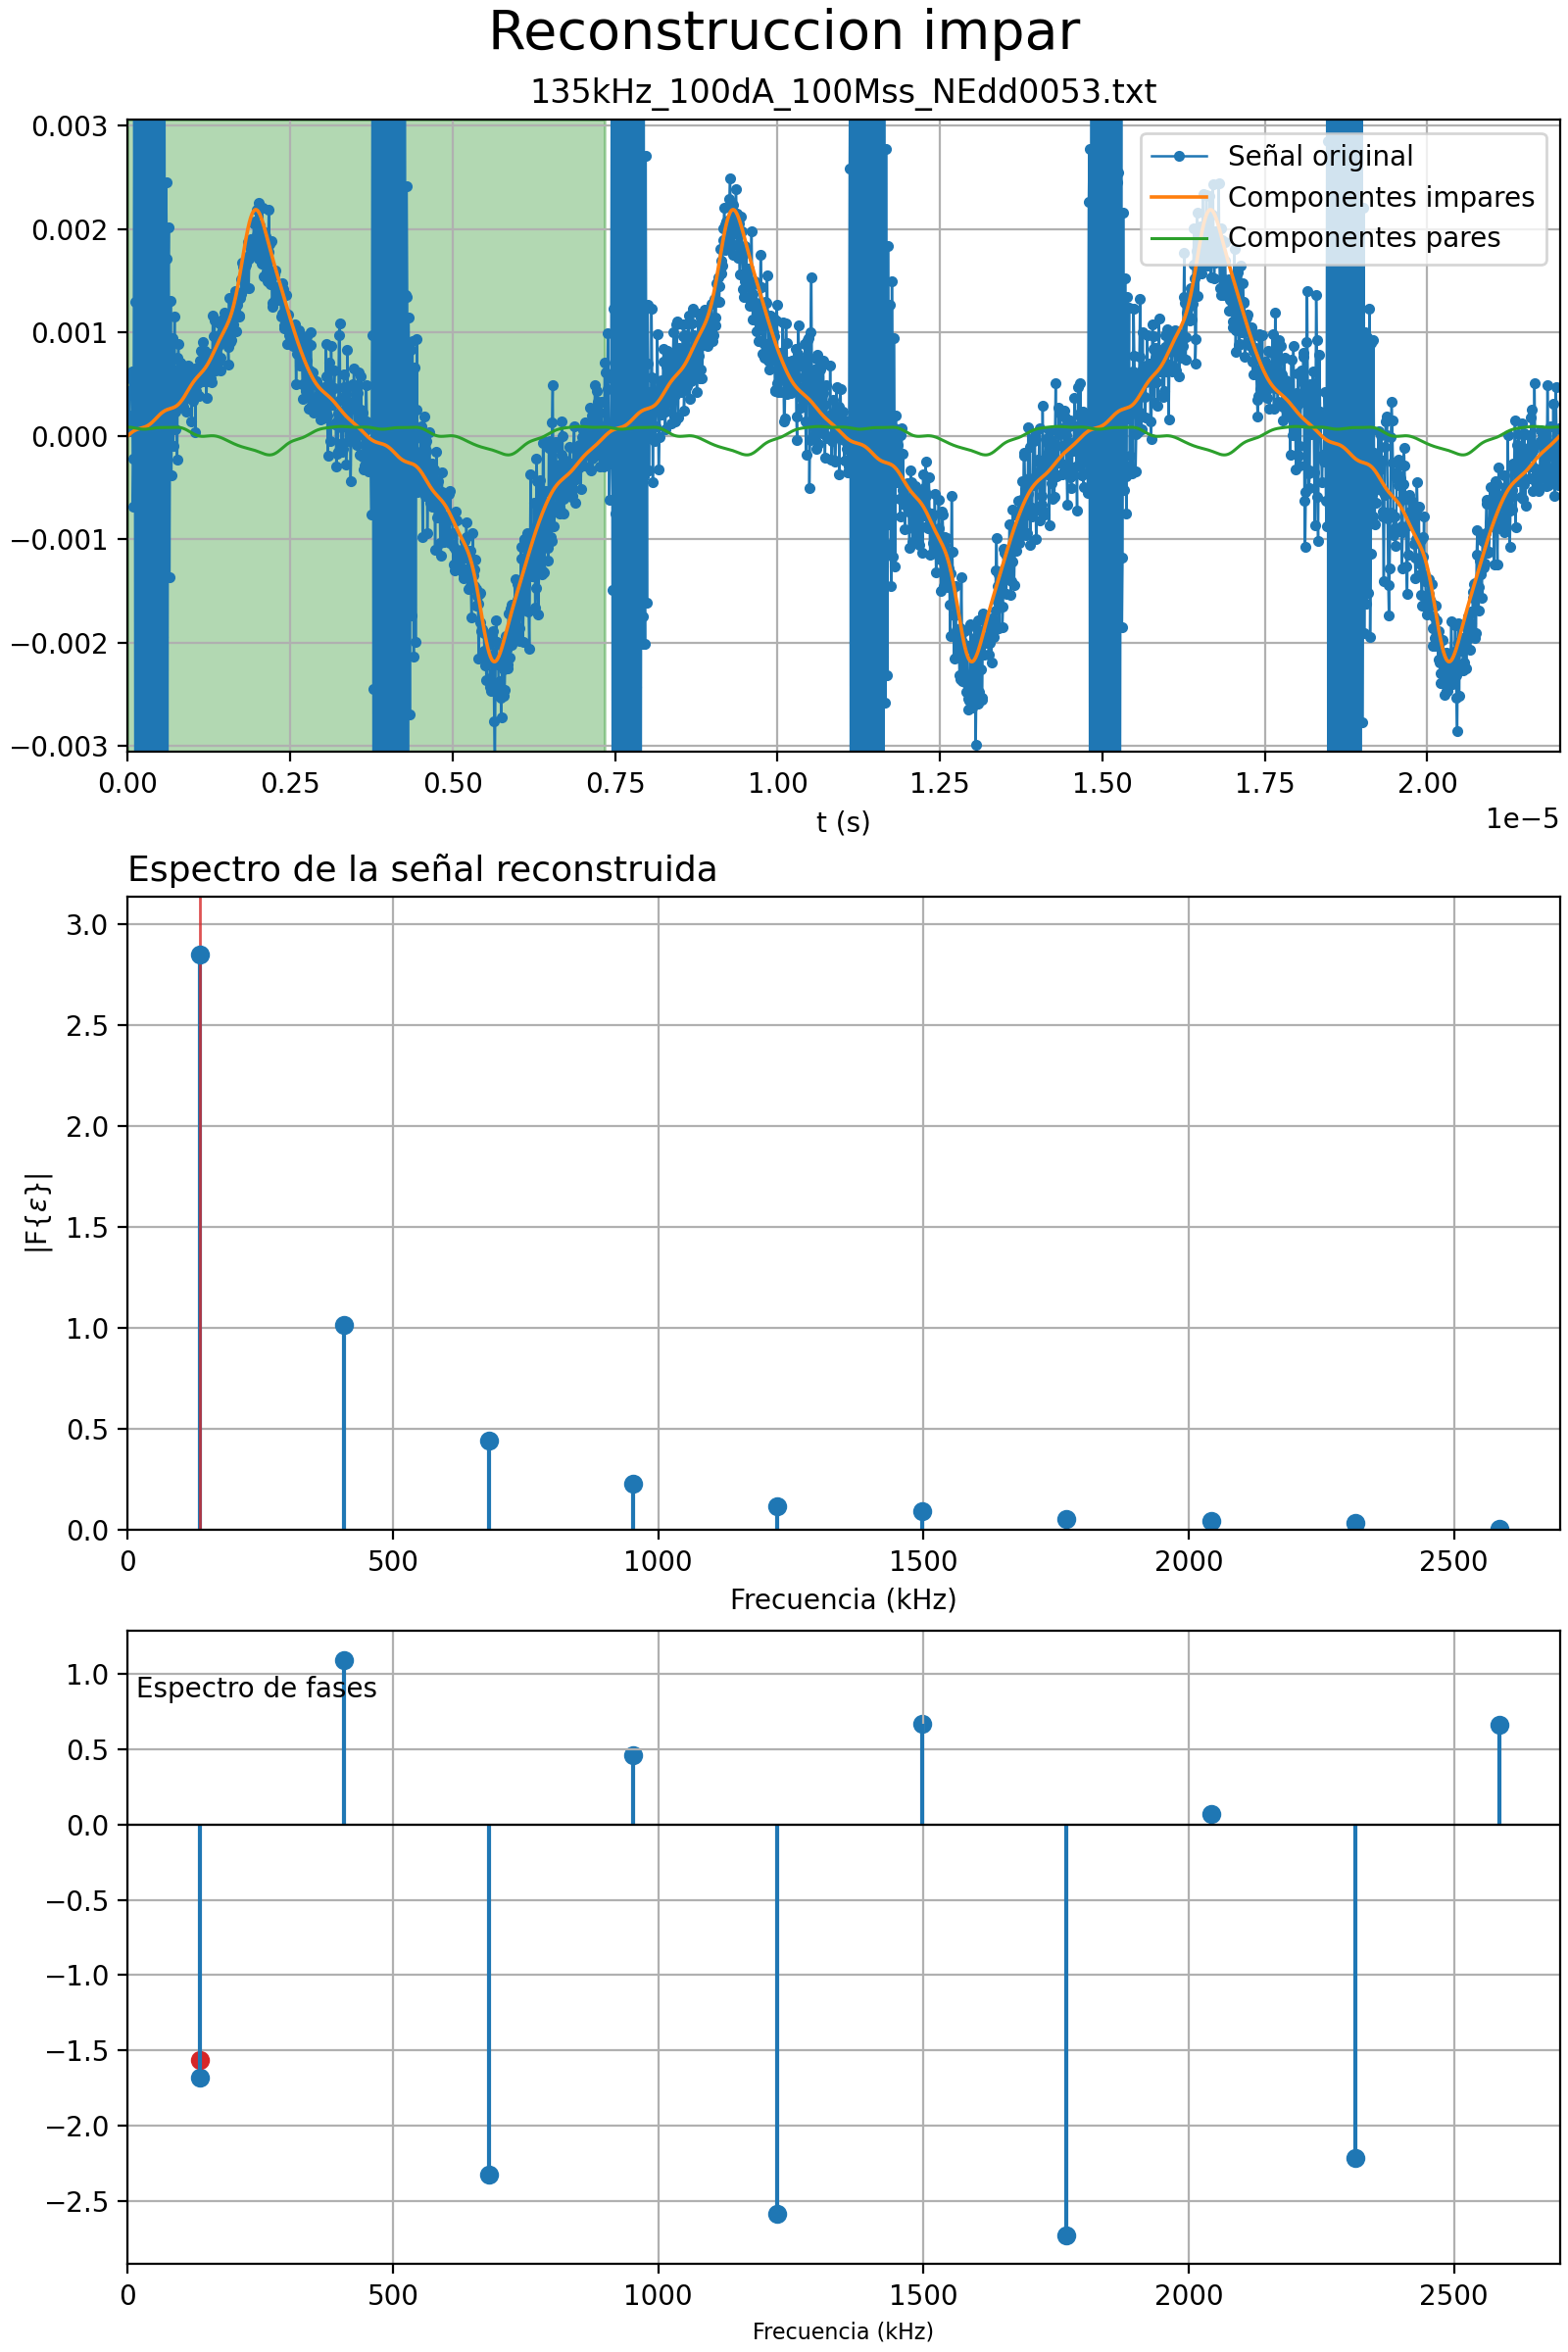 Reconstruccion impar
135kHz_100dA_100Mss_NEdd0053.txt
0.003
0.002
0.001
0.000
−0.001
−0.002
−0.003
Señal original
Componentes impares
Componentes pares
0.00 0.25 0.50 0.75 1.00 1.25 1.50 1.75 2.00
1e−5
t (s)
Espectro de la señal reconstruida
3.0
2.5
2.0
1.5
1.0
0.5
0.0
|F{ε}|
0 500 1000 1500 2000 2500
Frecuencia (kHz)
Espectro de fases
1.0
0.5
0.0
−0.5
−1.0
−1.5
−2.0
−2.5
0 500 1000 1500 2000 2500
Frecuencia (kHz)